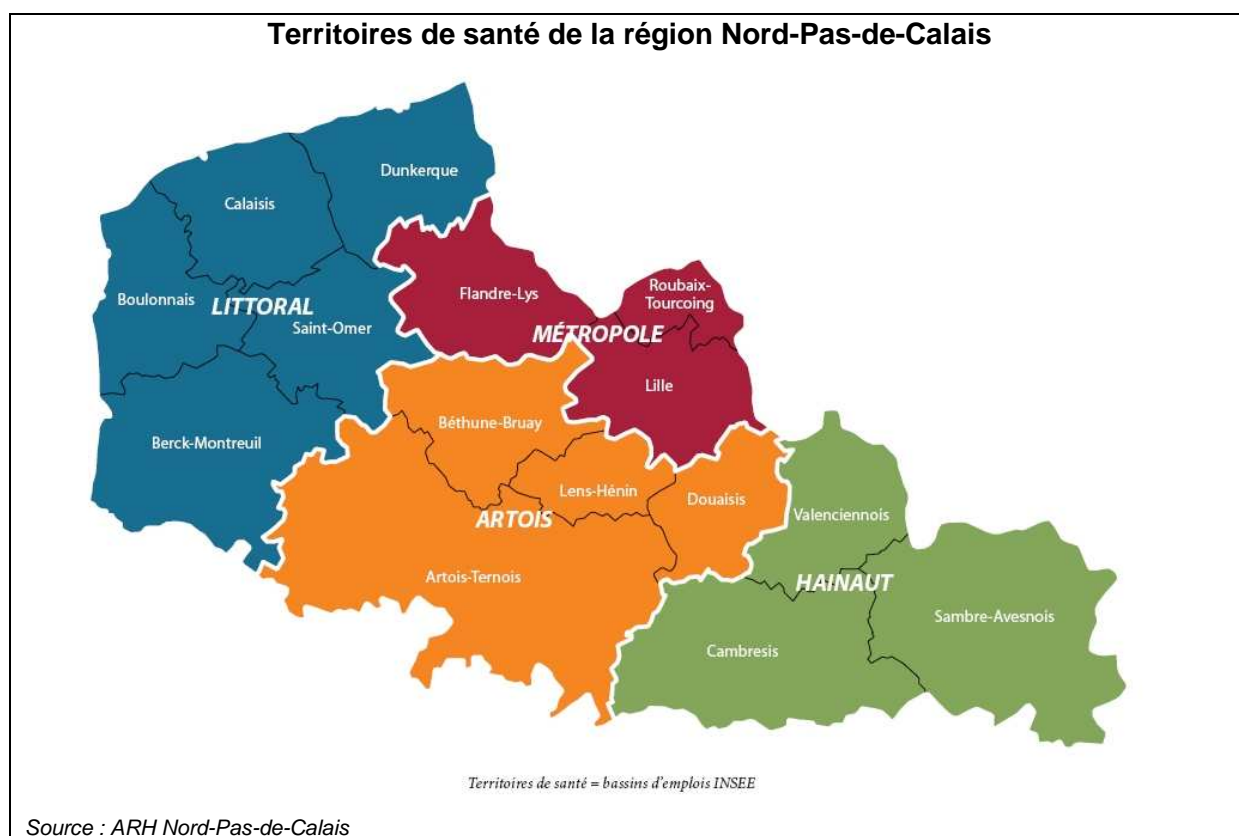 Territoires de santé de la région Nord-Pas-de-Calais
Dunkerque
Calaisis
Boulonnais
LITTORAL
Saint-Omer
Berck-Montreuil
Flandre-Lys
Roubaix-
Tourcoing
MÉTROPOLE
Lille
Béthune-Bruay
Lens-Hénin
Douaisis
ARTOIS
Artois-Ternois
Valenciennois
HAINAUT
Sambre-Avesnois
Cambresis
Territoires de santé = bassins d'emplois INSEE
Source : ARH Nord-Pas-de-Calais